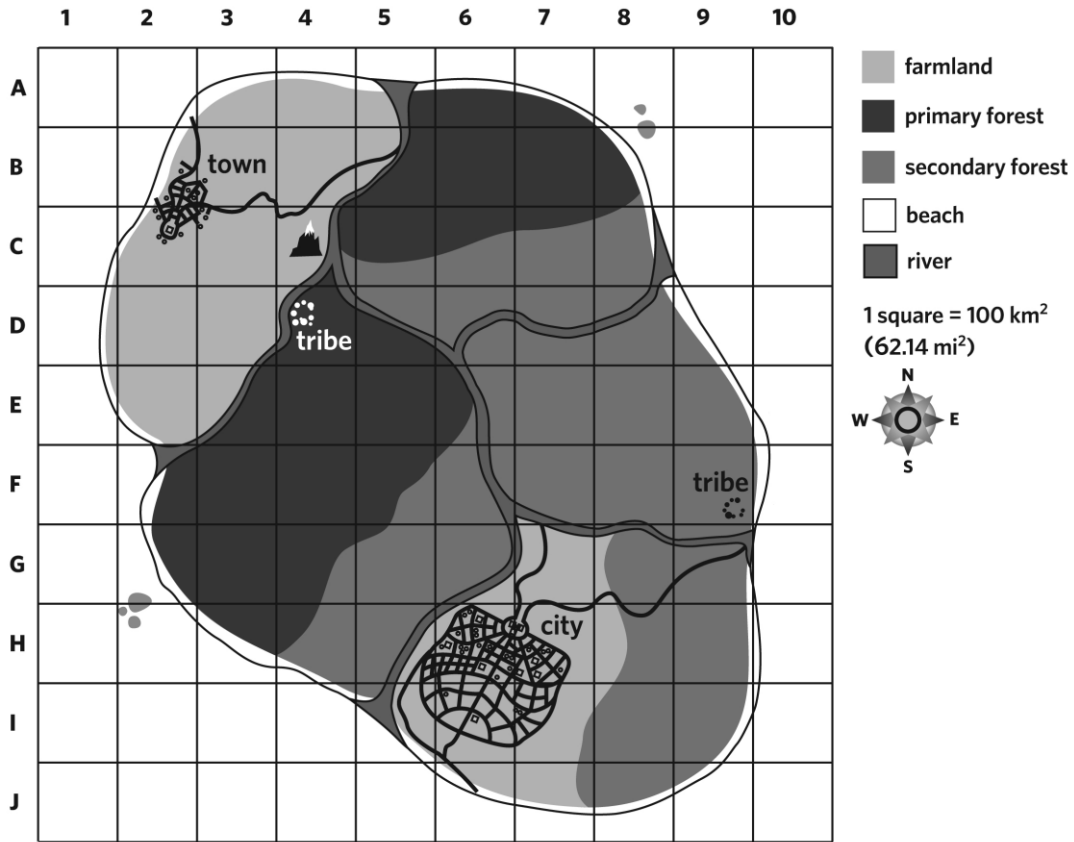 1 2 3 4 5 6 7 8 9 10
A
B
C
D
E
F
G
H
I
J
town
tribe
tribe
city
farmland
primary forest
secondary forest
beach
river
1 square = 100 km²
(62.14 mi²)
N
W E
S